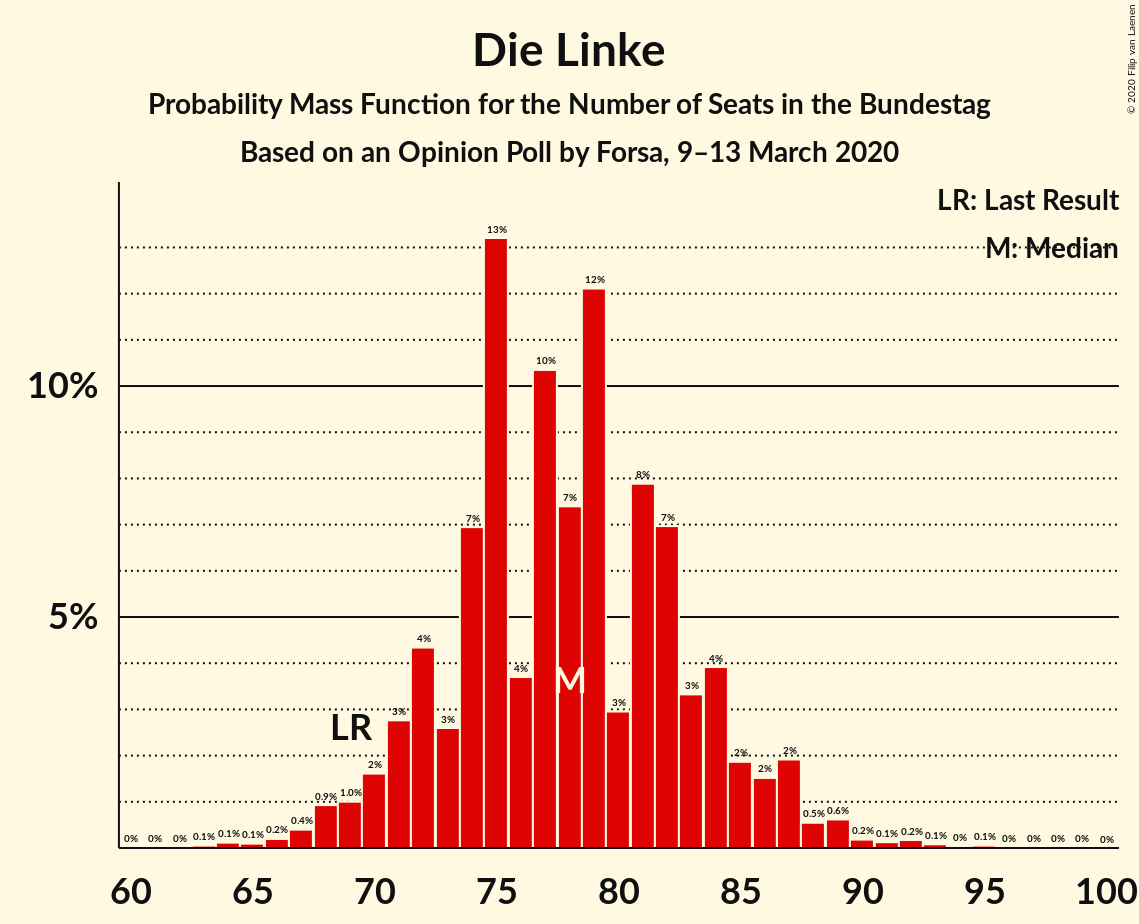 © 2020 Filip van Laenen
Die Linke
Probability Mass Function for the Number of Seats in the Bundestag
Based on an Opinion Poll by Forsa, 9–13 March 2020
LR: Last Result
M: Median
10%
5%
LR
M
0% 0% 0% 0.1% 0.1% 0.1% 0.2% 0.4% 0.9% 1.0% 2% 3% 4% 3% 7% 13% 4% 10% 7% 12% 3% 8% 7% 3% 4% 2% 2% 2% 0.5% 0.6% 0.2% 0.1% 0.2% 0.1% 0% 0.1% 0% 0% 0% 0% 0%
60 65 70 75 80 85 90 95 100